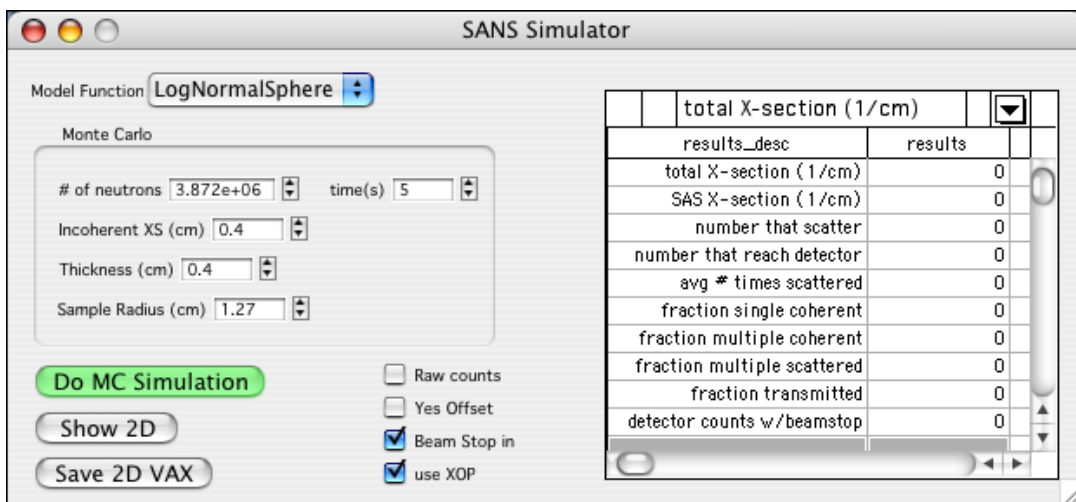 SANS Simulator
Model Function LogNormalSphere
Monte Carlo
# of neutrons 3.872e+06 time(s) 5
Incoherent XS (cm) 0.4
Thickness (cm) 0.4
Sample Radius (cm) 1.27
Do MC Simulation
Show 2D
Save 2D VAX
Raw counts
Yes Offset
Beam Stop in
use XOP
total X-section (1/cm)
results_desc results
total X-section (1/cm) 0
SAS X-section (1/cm) 0
number that scatter 0
number that reach detector 0
avg # times scattered 0
fraction single coherent 0
fraction multiple coherent 0
fraction multiple scattered 0
fraction transmitted 0
detector counts w/beamstop 0